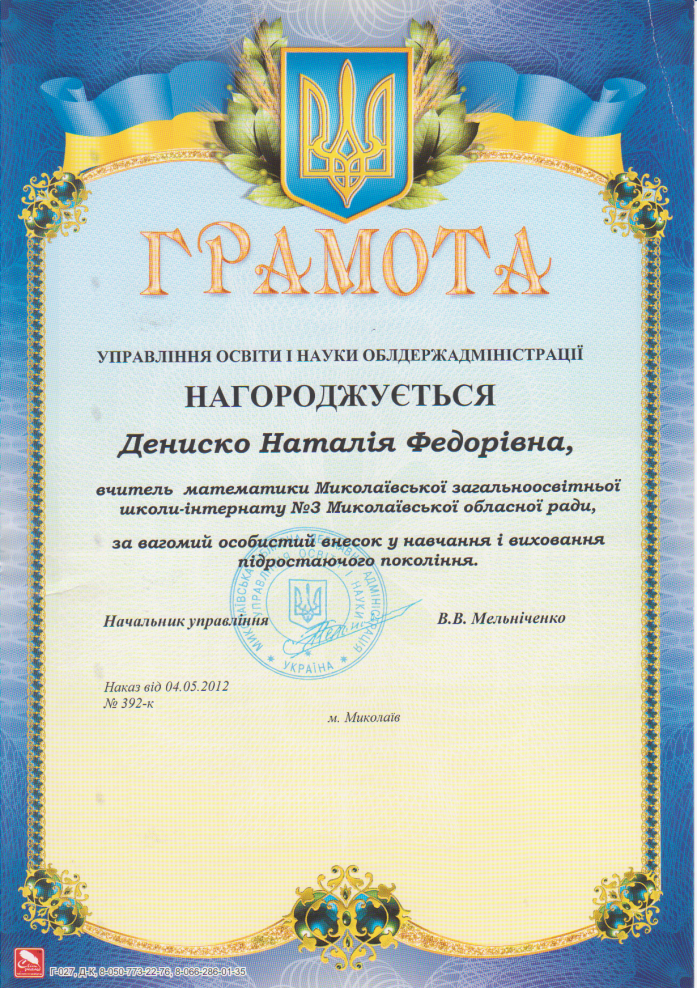 ГРАМОТА
УПРАВЛІННЯ ОСВІТИ І НАУКИ ОБЛДЕРЖАДМІНІСТРАЦІЇ
НАГОРОДЖУЄТЬСЯ
Дениско Наталія Федорівна,
вчитель математики Миколаївської загальноосвітньої
школи-інтернату №3 Миколаївської обласної ради,
за вагомий особистий внесок у навчання і виховання
підростаючого покоління.
МИКОЛАЇВСЬКА ОБЛАСНА ДЕРЖАВНА АДМІНІСТРАЦІЯ
УПРАВЛІННЯ ОСВІТИ І НАУКИ
* УКРАЇНА *
Начальник управління В.В. Мельніченко
Наказ від 04.05.2012
№ 392-к
м. Миколаїв
Г-027, Д-К, 8-050-773-22-76, 8-066-286-01-35